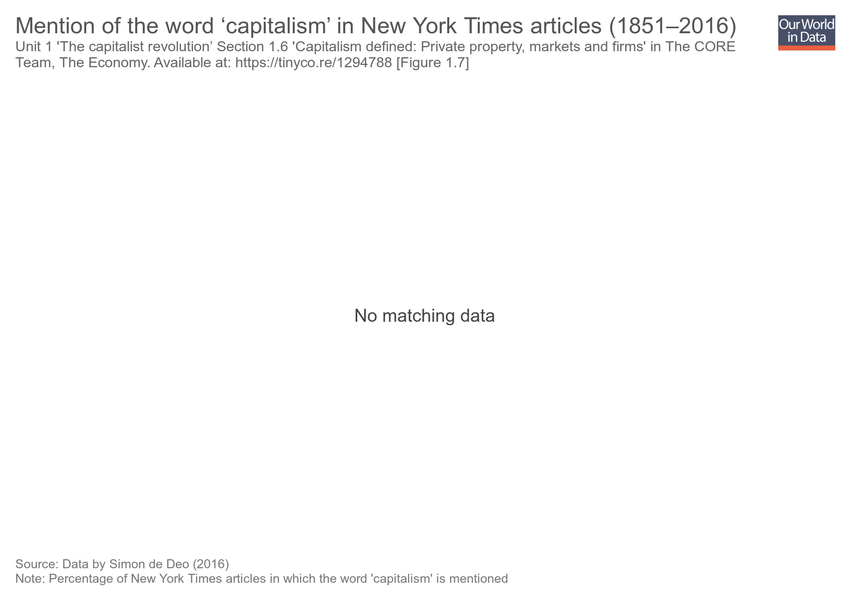 Mention of the word ‘capitalism’ in New York Times articles (1851–2016)
Our World
in Data
Unit 1 'The capitalist revolution' Section 1.6 'Capitalism defined: Private property, markets and firms' in The CORE
Team, The Economy. Available at: https://tinyco.re/1294788 [Figure 1.7]
No matching data
Source: Data by Simon de Deo (2016)
Note: Percentage of New York Times articles in which the word 'capitalism' is mentioned